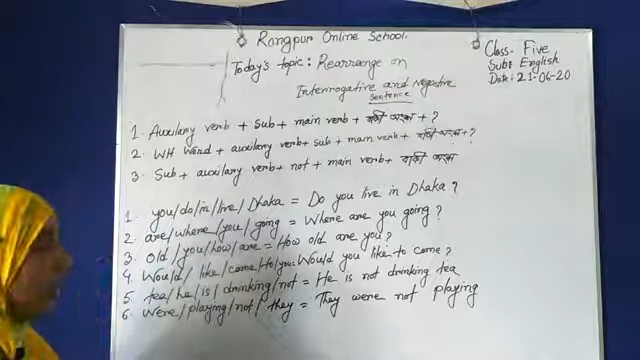 Rangpur Online School.
Class. Five
Sub: English
Date: 21-06-20
Today's topic: Rearrange on
Interrogative and Negative
Sentence
1. Auxilary verb + sub + main verb + বাকী অংশ + ?
2. WH Word + auxilary verb + sub + main verb + বাকী অংশ + ?
3. Sub + auxilary verb + not + main verb + বাকী অংশ
1. you/do/in/live/Dhaka = Do you live in Dhaka ?
2. are/where/you/going = Where are you going?
3. old/you/how/are = How old are you?
4. Would/like/come/to/you = Would you like to come?
5. tea/he/is/drinking/not = He is not drinking tea
6. Were/playing/not/they = They were not playing